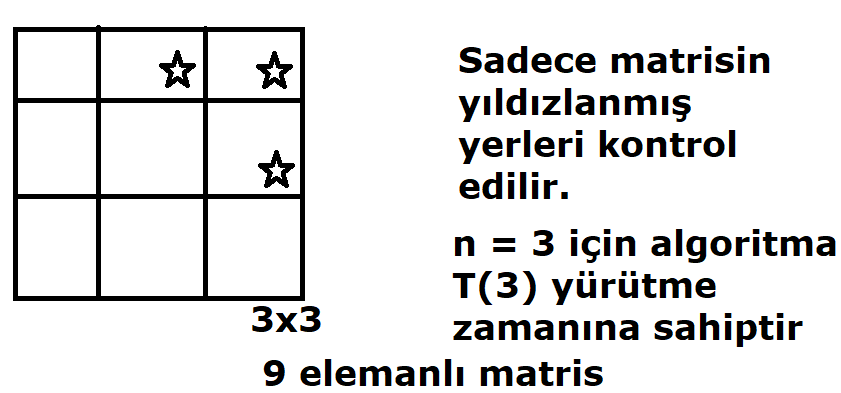 Sadece matrisin
yıldızlanmış
yerleri kontrol
edilir.
n = 3 için algoritma
T(3) yürütme
zamanına sahiptir
3x3
9 elemanlı matris